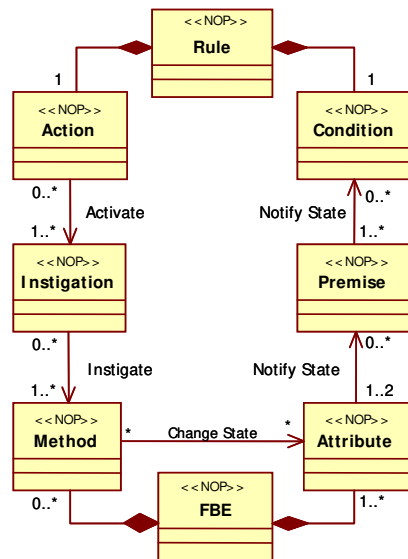 <<NOP>>
Rule
1
1
<<NOP>>
Action
<<NOP>>
Condition
0..*
0..*
Activate
Notify State
1..*
1..*
<<NOP>>
Instigation
<<NOP>>
Premise
0..*
0..*
Instigate
Notify State
1..*
1..2
<<NOP>>
Method
*
Change State
*
<<NOP>>
Attribute
0..*
<<NOP>>
FBE
1..*